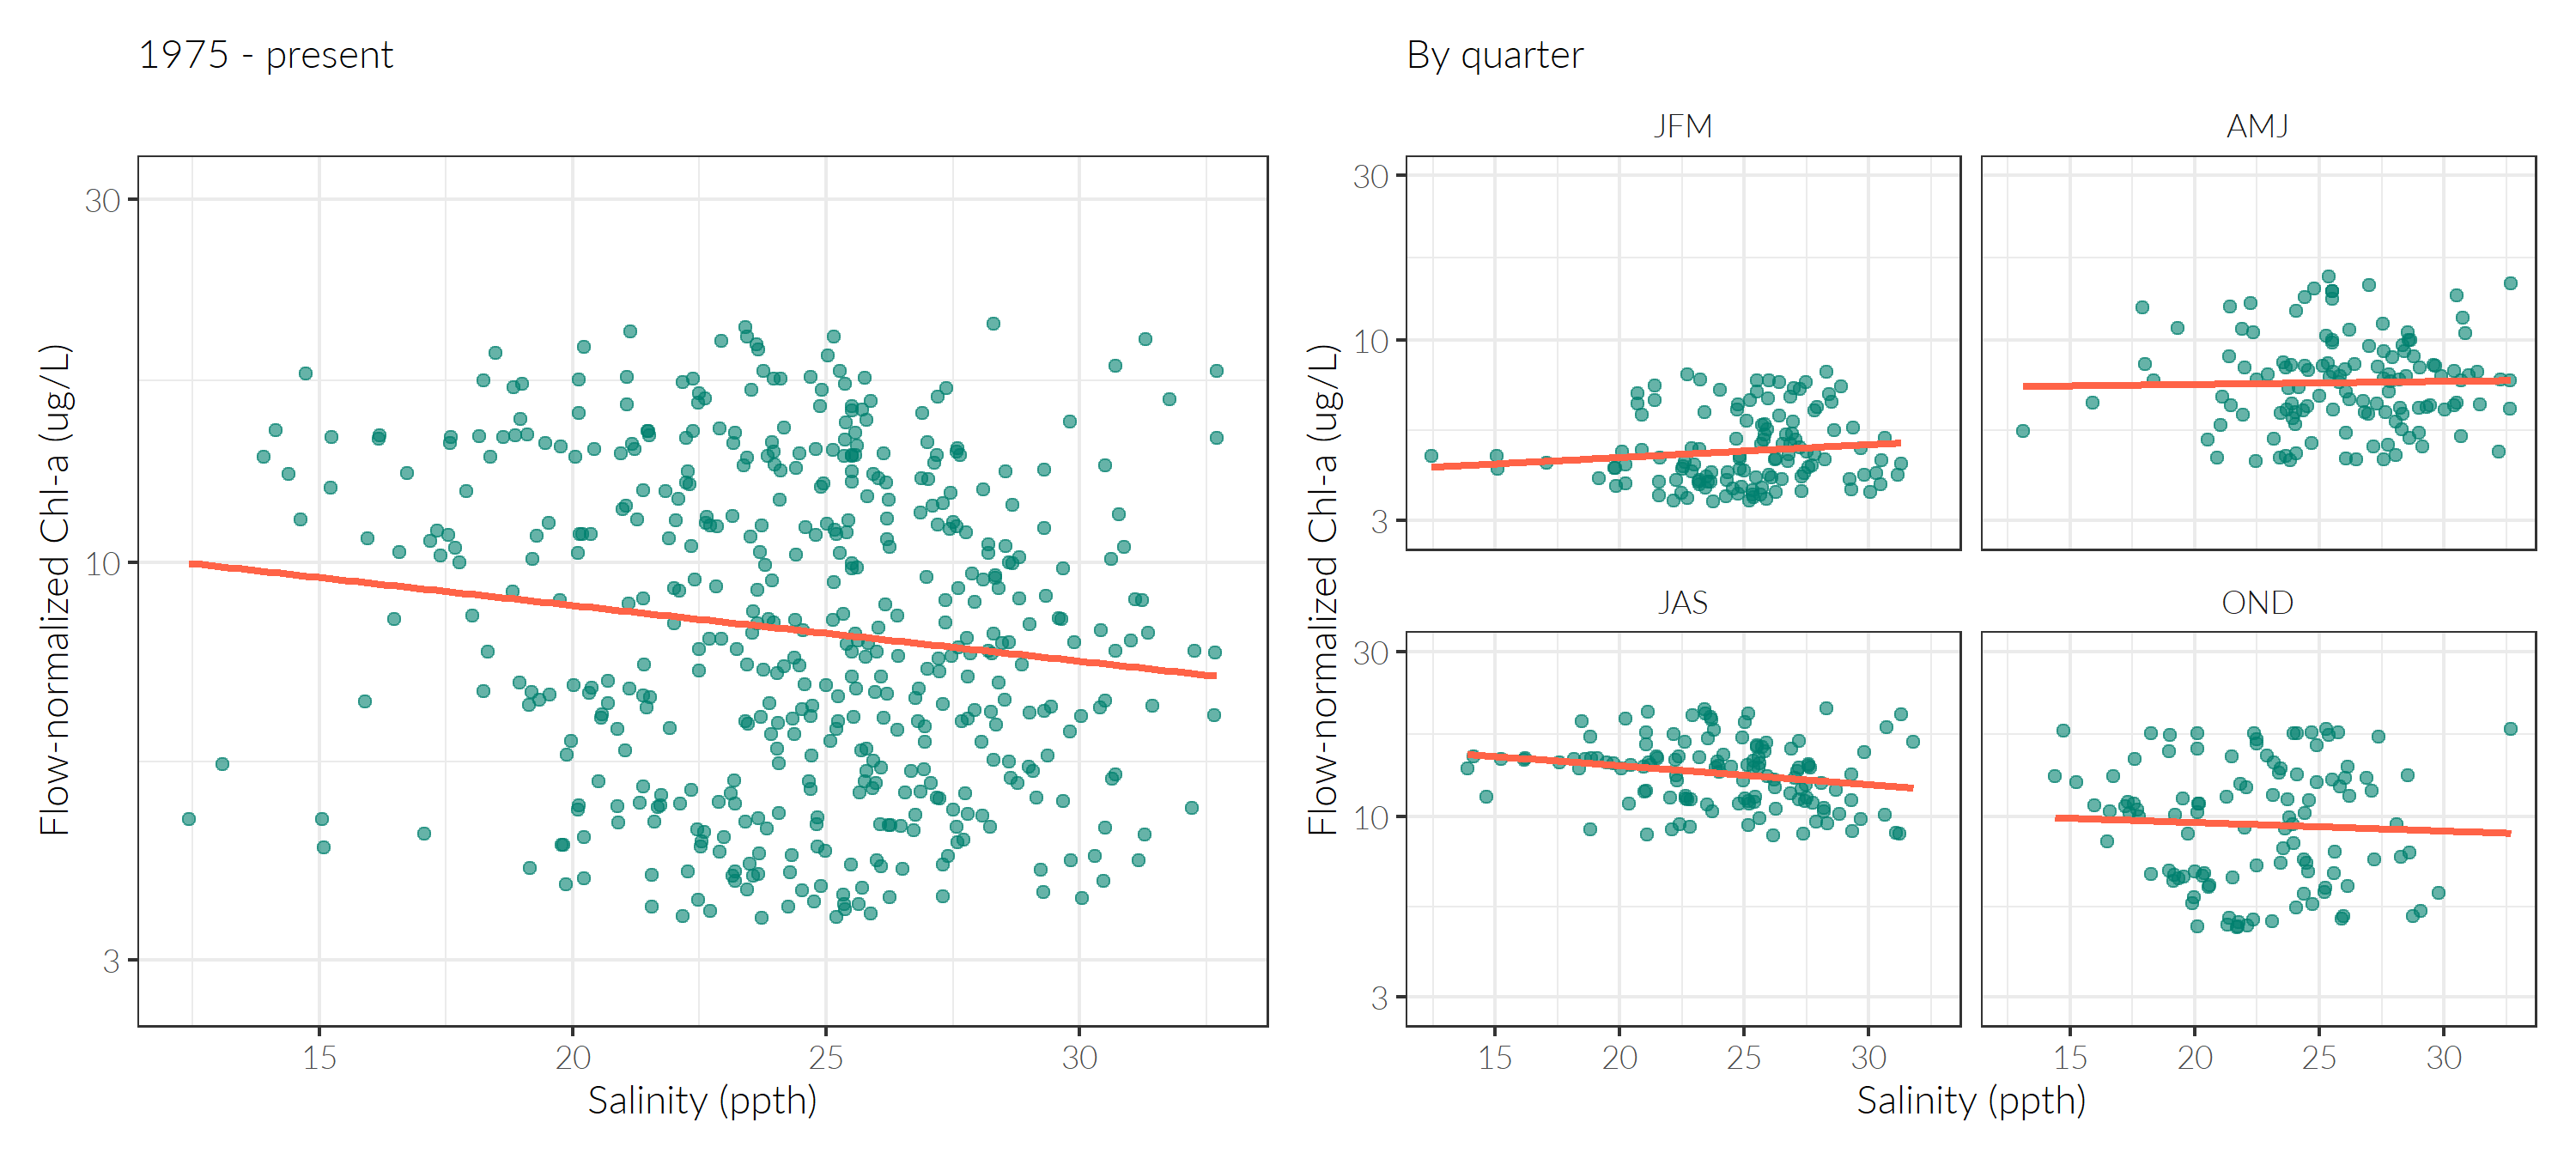 1975 - present
Flow-normalized Chl-a (ug/L)
30
10
3
15 20 25 30
Salinity (ppth)
By quarter
Flow-normalized Chl-a (ug/L)
JFM AMJ
30
10
3
JAS OND
30
10
3
15 20 25 30 15 20 25 30
Salinity (ppth)